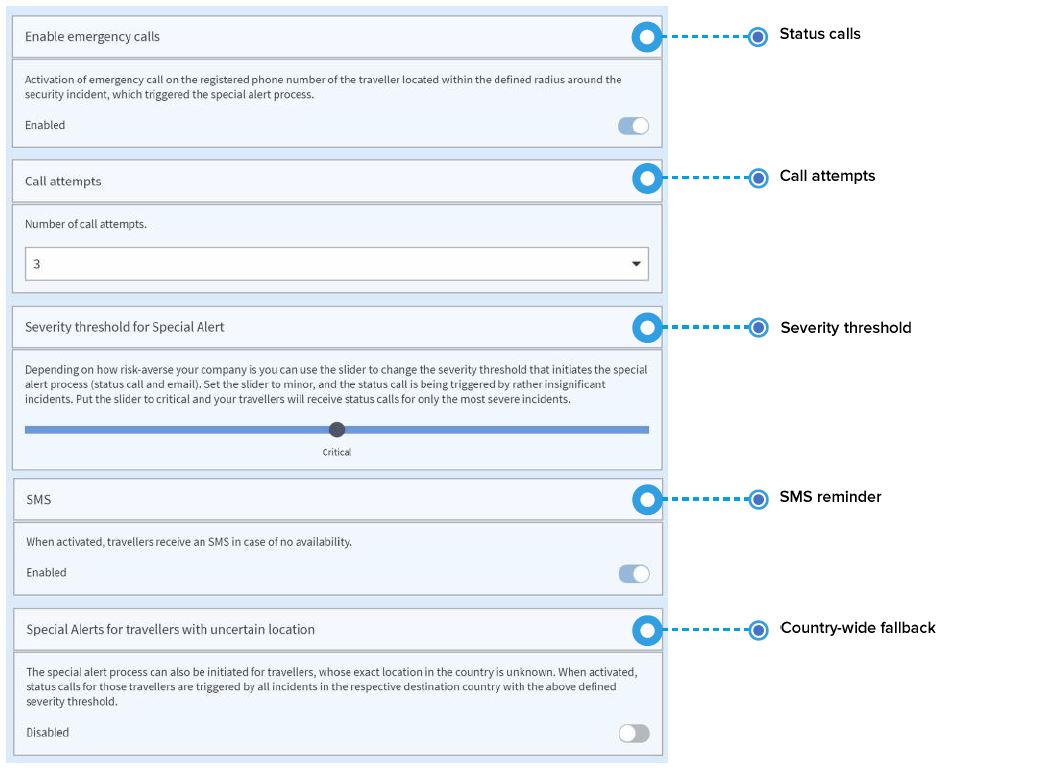 Enable emergency calls
Status calls
Activation of emergency call on the registered phone number of the traveller located within the defined radius around the
security incident, which triggered the special alert process.
Enabled
Call attempts
Call attempts
Number of call attempts.
3
Severity threshold for Special Alert
Severity threshold
Depending on how risk-averse your company is you can use the slider to change the severity threshold that initiates the special
alert process (status call and email). Set the slider to minor, and the status call is being triggered by rather insignificant
incidents. Put the slider to critical and your travellers will receive status calls for only the most severe incidents.
Critical
SMS
SMS reminder
When activated, travellers receive an SMS in case of no availability.
Enabled
Special Alerts for travellers with uncertain location
Country-wide fallback
The special alert process can also be initiated for travellers, whose exact location in the country is unknown. When activated,
status calls for those travellers are triggered by all incidents in the respective destination country with the above defined
severity threshold.
Disabled